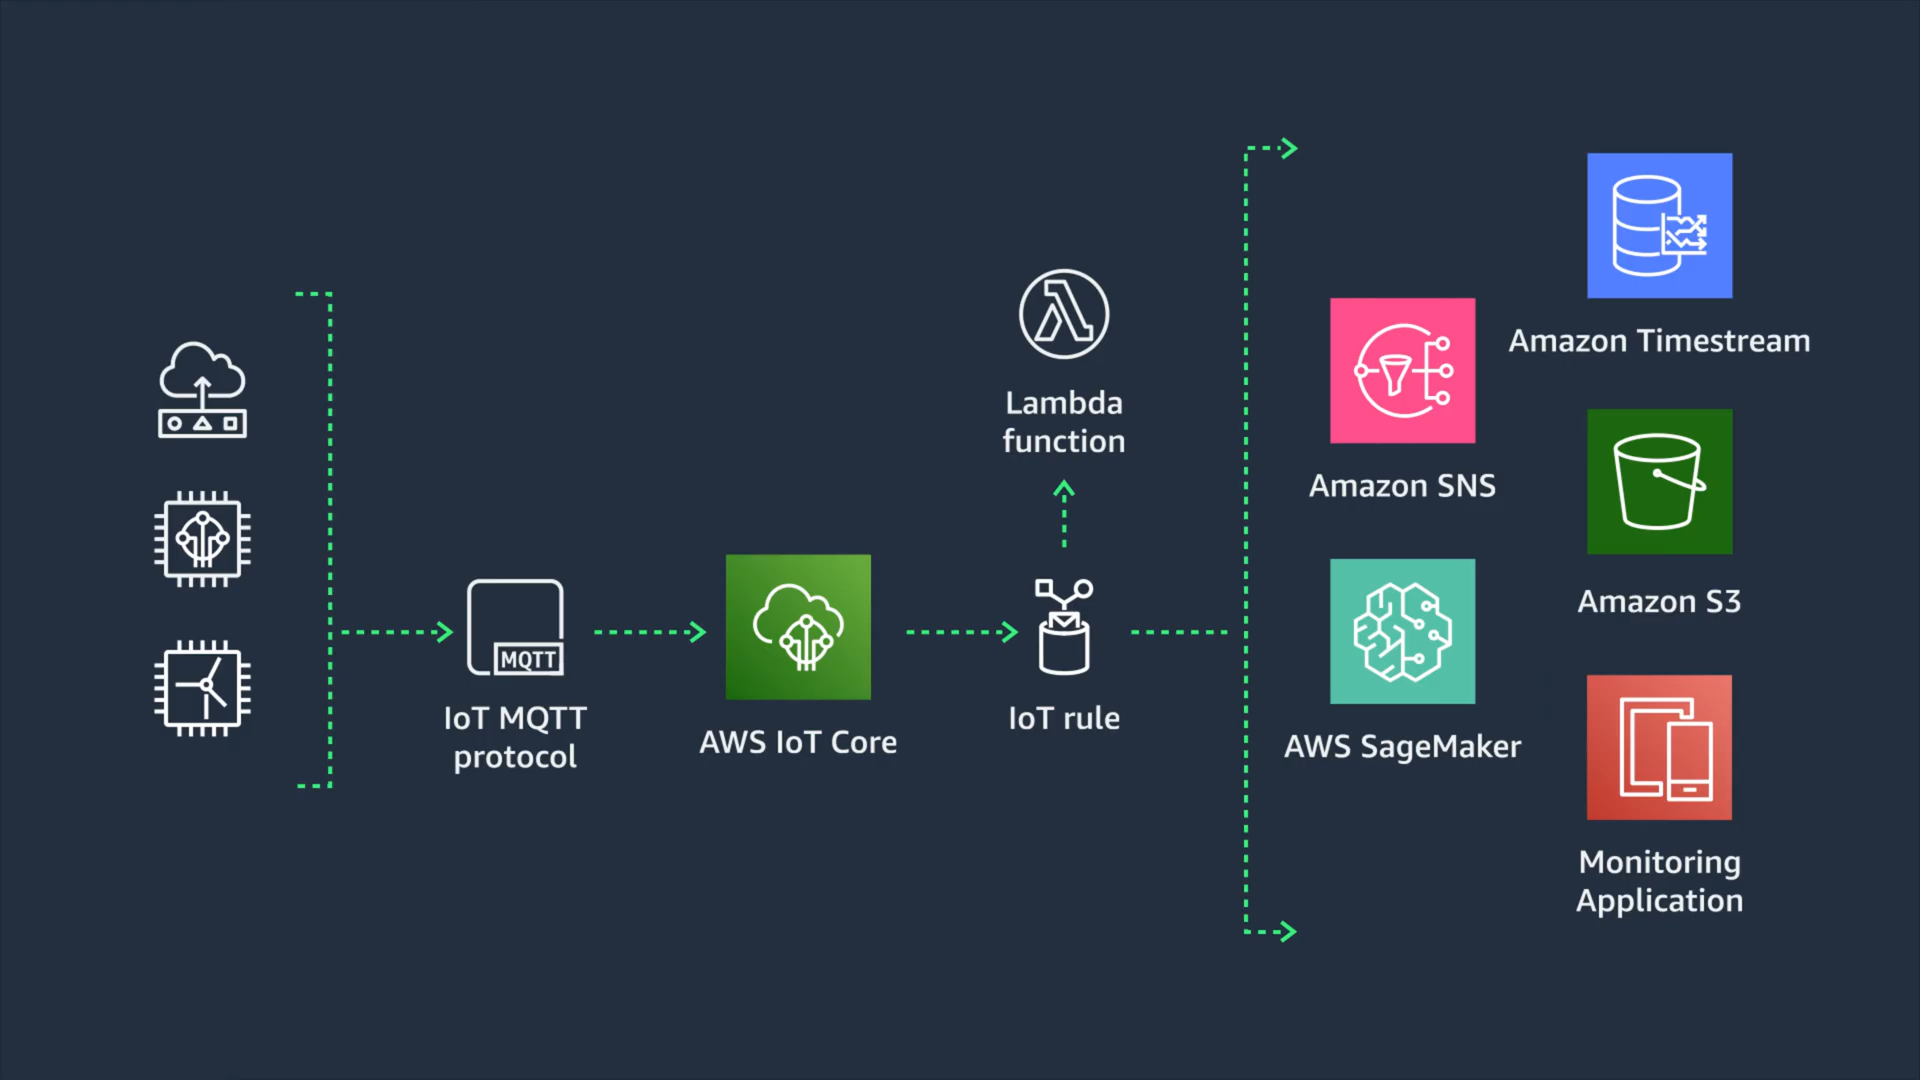 MQTT
IoT MQTT
protocol
AWS IoT Core
Lambda
function
IoT rule
Amazon SNS
AWS SageMaker
Amazon Timestream
Amazon S3
Monitoring
Application